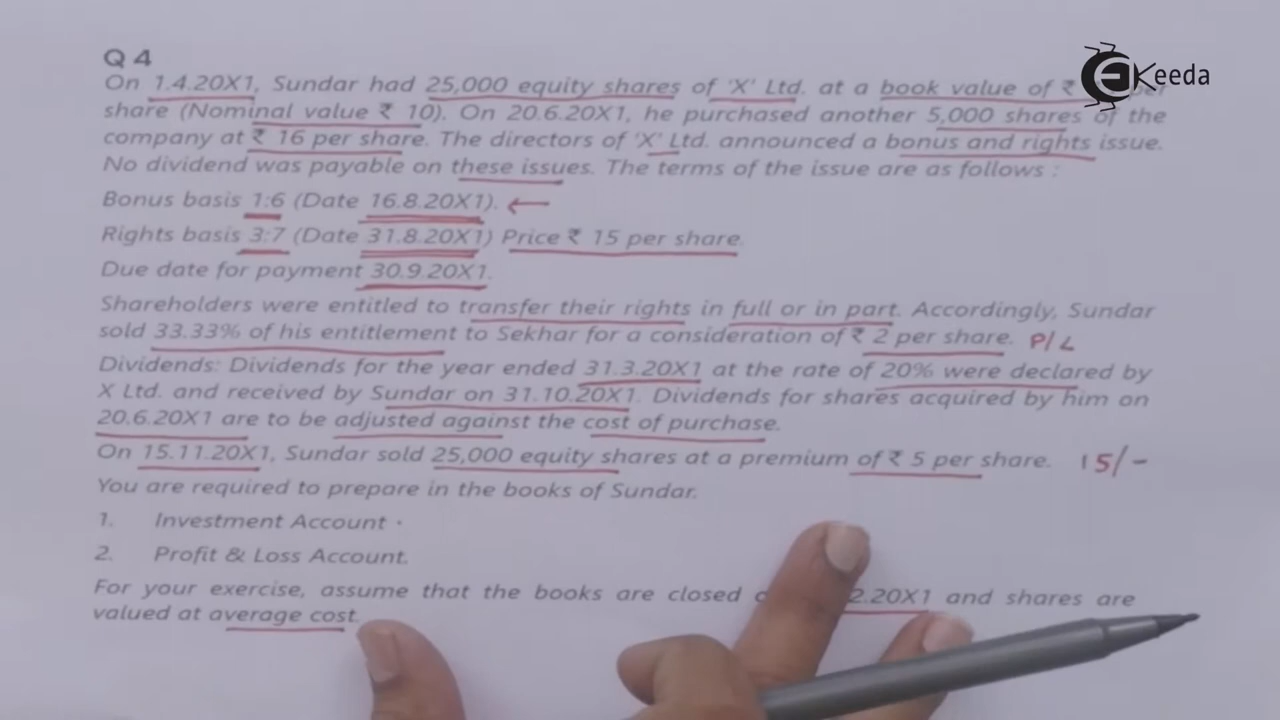 Keeda
Q 4
On 1.4.20X1, Sundar had 25,000 equity shares of 'X' Ltd. at a book value of ₹
share (Nominal value ₹ 10). On 20.6.20X1, he purchased another 5,000 shares of the
company at ₹ 16 per share. The directors of 'X' Ltd. announced a bonus and rights issue.
No dividend was payable on these issues. The terms of the issue are as follows :
Bonus basis 1:6 (Date 16.8.20X1). ←
Rights basis 3:7 (Date 31.8.20X1) Price ₹ 15 per share.
Due date for payment 30.9.20X1.
Shareholders were entitled to transfer their rights in full or in part. Accordingly, Sundar
sold 33.33% of his entitlement to Sekhar for a consideration of ₹ 2 per share. P/L
Dividends: Dividends for the year ended 31.3.20X1 at the rate of 20% were declared by
X Ltd. and received by Sundar on 31.10.20X1. Dividends for shares acquired by him on
20.6.20X1 are to be adjusted against the cost of purchase.
On 15.11.20X1, Sundar sold 25,000 equity shares at a premium of ₹ 5 per share. 15/-
You are required to prepare in the books of Sundar.
1. Investment Account
2. Profit & Loss Account.
For your exercise, assume that the books are closed 2.20X1 and shares are
valued at average cost.